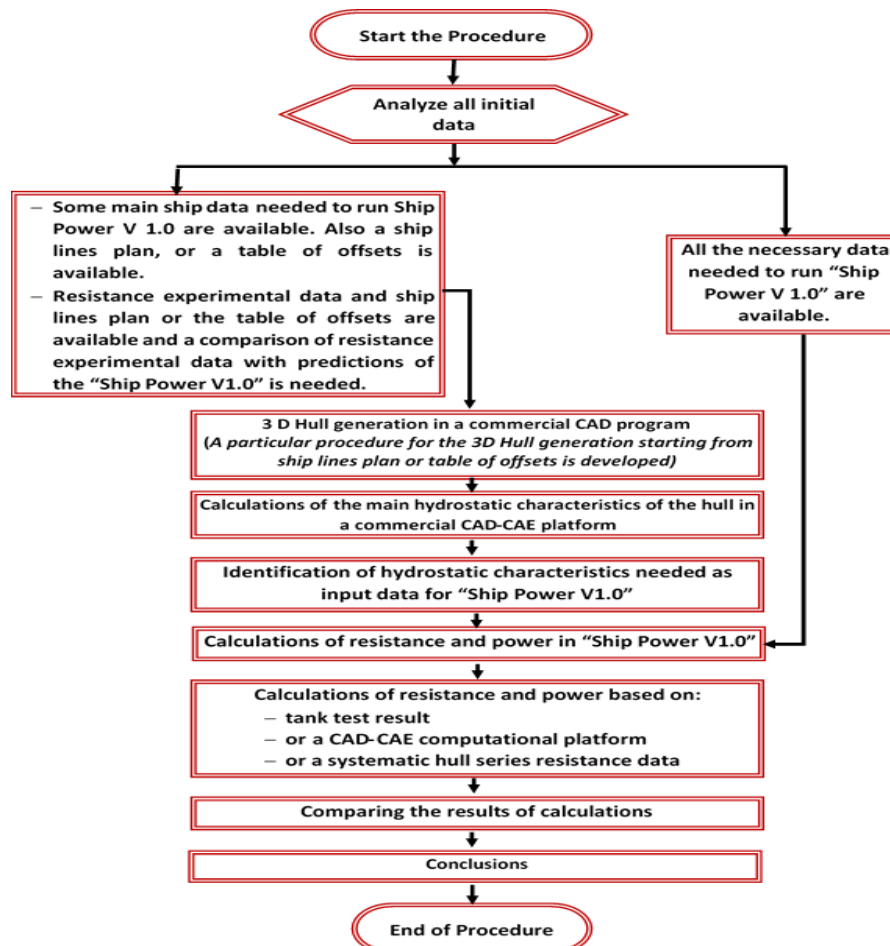 Start the Procedure
Analyze all initial
data
– Some main ship data needed to run Ship
Power V 1.0 are available. Also a ship
lines plan, or a table of offsets is
available.
– Resistance experimental data and ship
lines plan or the table of offsets are
available and a comparison of resistance
experimental data with predictions of
the “Ship Power V1.0” is needed.
All the necessary data
needed to run “Ship
Power V 1.0” are
available.
3 D Hull generation in a commercial CAD program
(A particular procedure for the 3D Hull generation starting from
ship lines plan or table of offsets is developed)
Calculations of the main hydrostatic characteristics of the hull in
a commercial CAD-CAE platform
Identification of hydrostatic characteristics needed as
input data for “Ship Power V1.0”
Calculations of resistance and power in “Ship Power V1.0”
Calculations of resistance and power based on:
– tank test result
– or a CAD-CAE computational platform
– or a systematic hull series resistance data
Comparing the results of calculations
Conclusions
End of Procedure